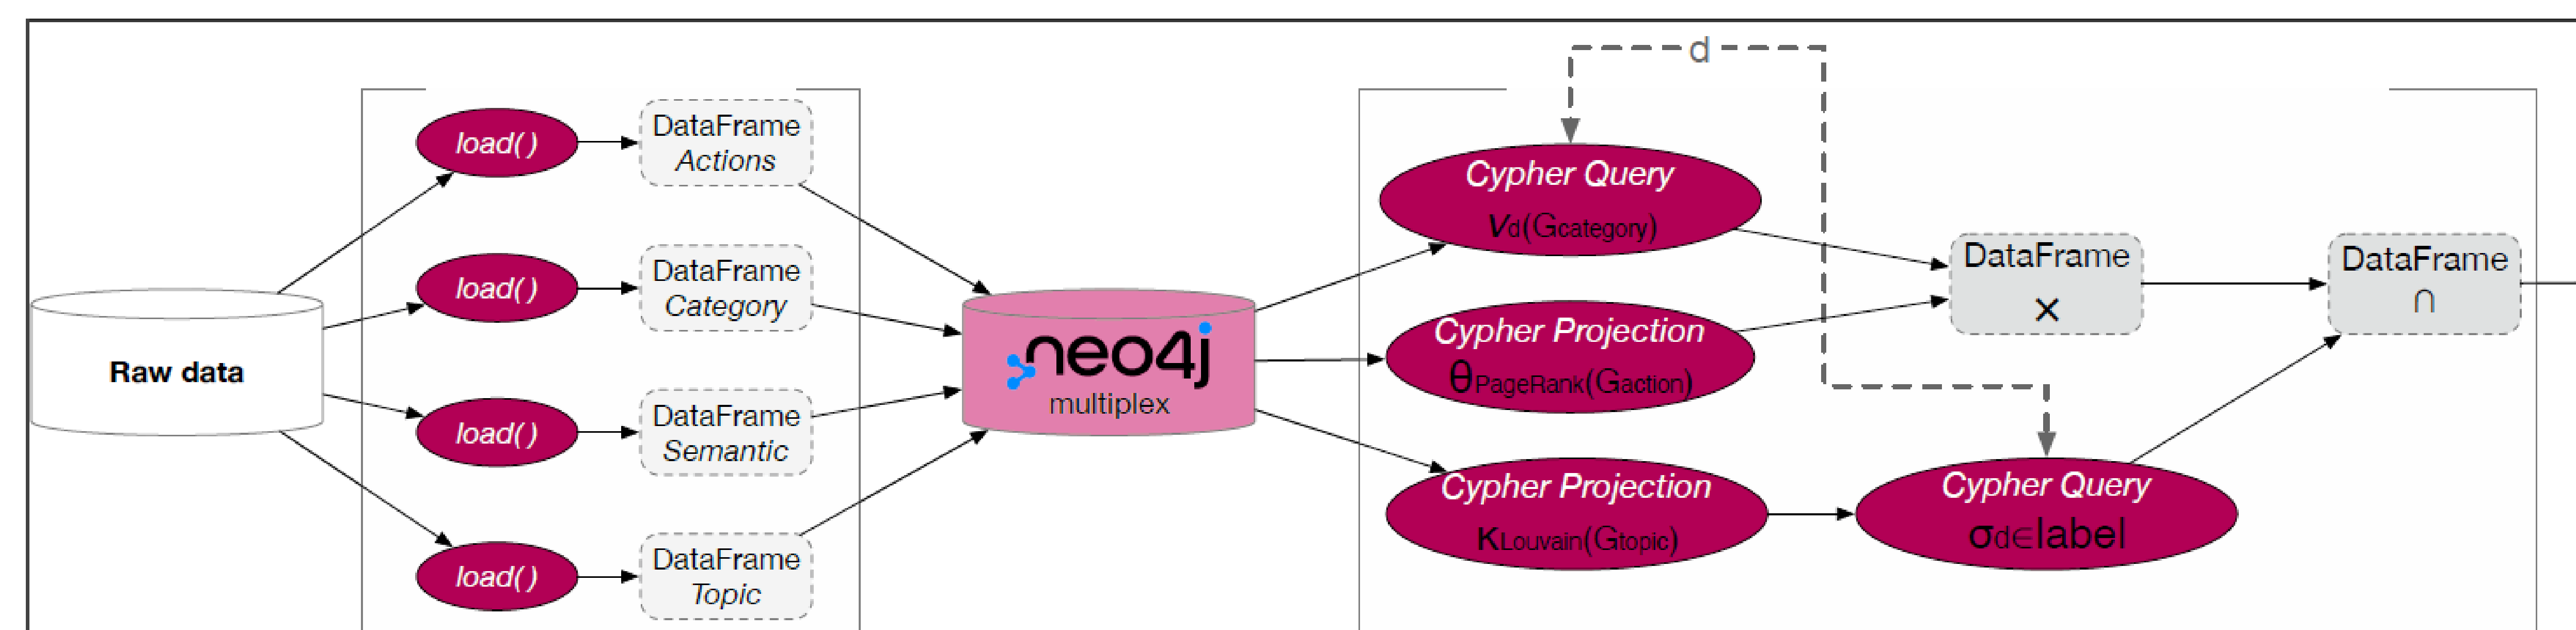 d
load()
DataFrame
Actions
load()
DataFrame
Category
Raw data
load()
DataFrame
Semantic
load()
DataFrame
Topic
neo4j
multiplex
Cypher Query
Vd(Gcategory)
Cypher Projection
θPageRank(Gaction)
Cypher Projection
KLouvain(Gtopic)
Cypher Query
σd∈label
DataFrame
×
DataFrame
∩